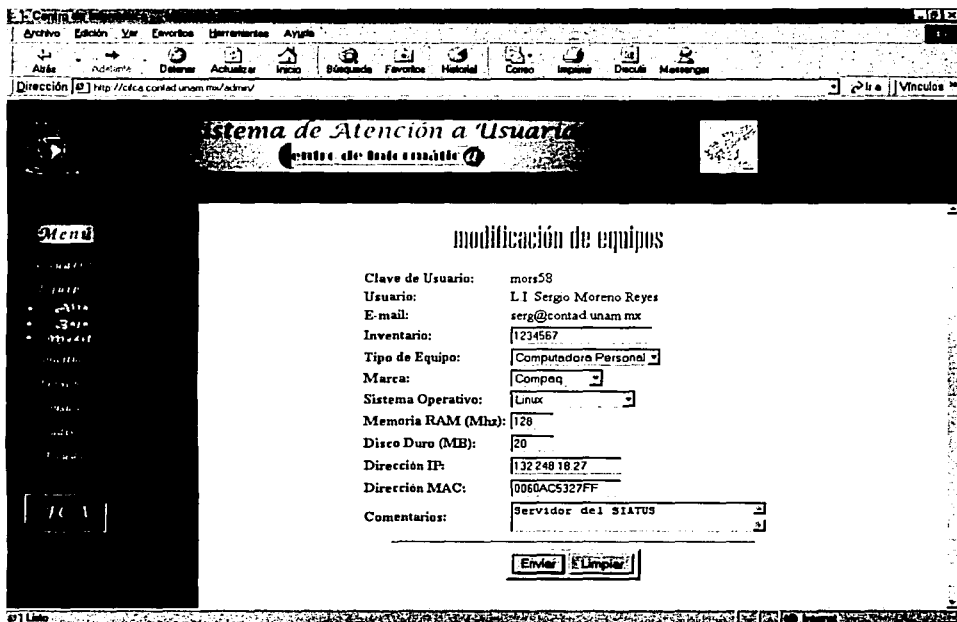 Centro de
Archivo Edición Ver Favoritos Herramientas Ayuda
Atrás Adelante Detener Actualizar Inicio Búsqueda Favoritos Historial Correo Imprimir Discutir Messenger
Dirección http://cifca.contad.unam.mx/admin/ Ir a Vínculos »
istema de Atención a Usuario
entro de Informátic@
Menú
modificación de equipos
Clave de Usuario: mors58
Usuario: L I Sergio Moreno Reyes
E-mail: serg@contad unam mx
Inventario: 1234567
Tipo de Equipo: Computadora Personal
Marca: Compaq
Sistema Operativo: Linux
Memoria RAM (Mhz): 128
Disco Duro (MB): 20
Dirección IP: 132 248 18.27
Dirección MAC: 0060AC5327FF
Comentarios: Servidor del SIATUS
Enviar Limpiar
Listo Internet